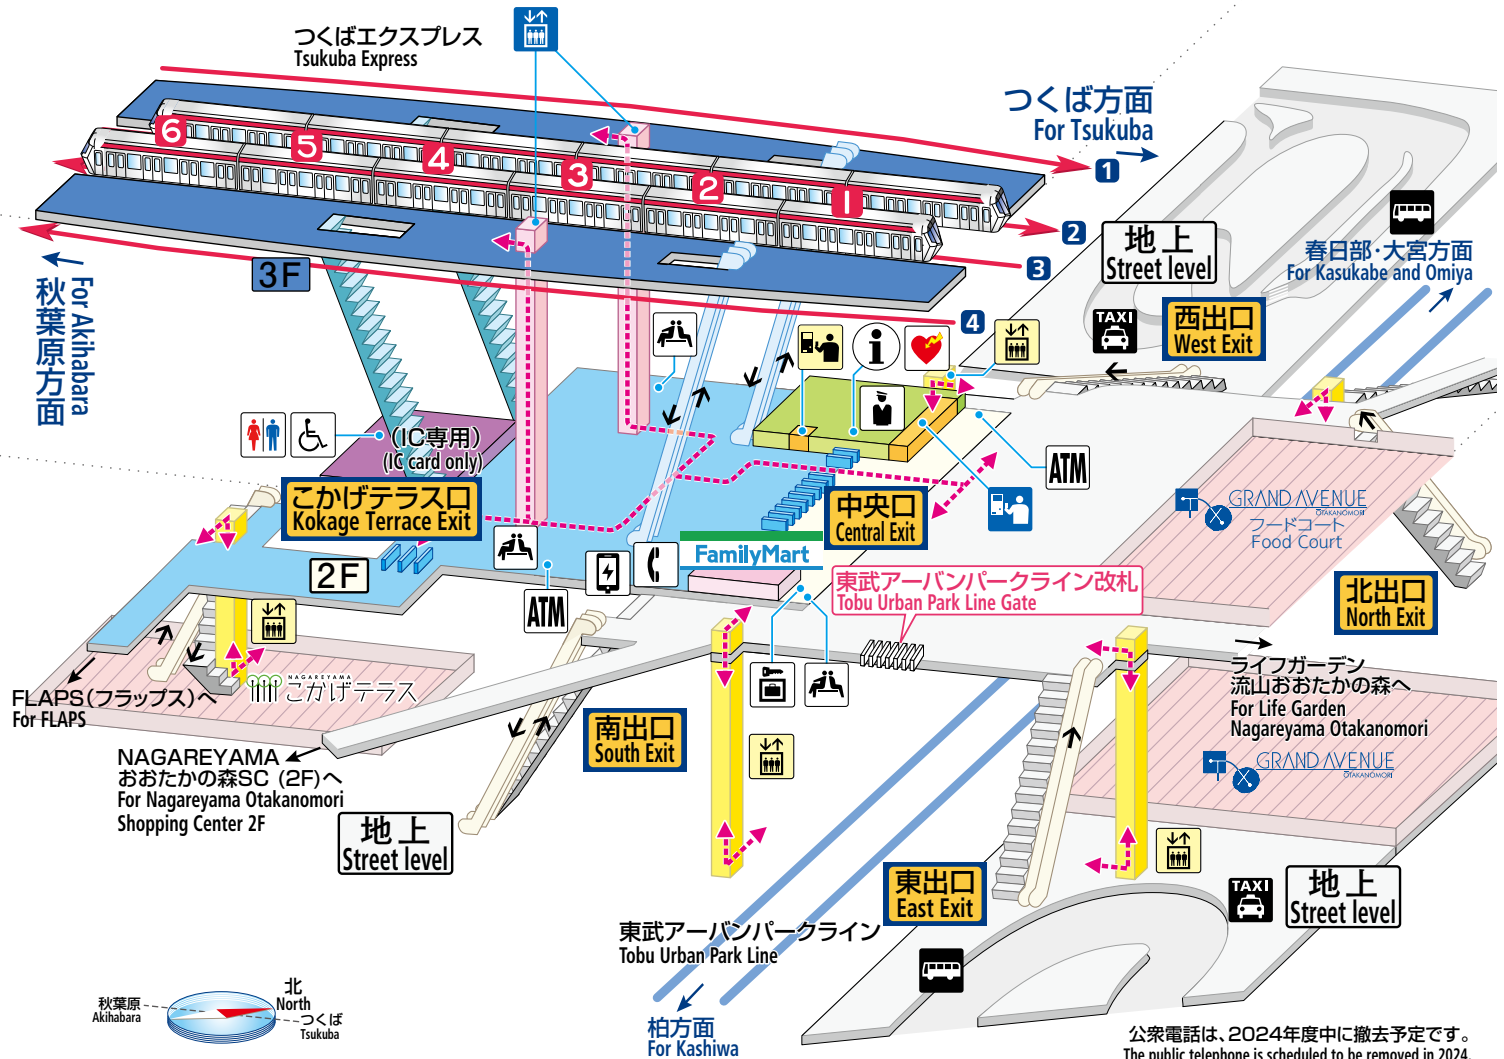 つくばエクスプレス
Tsukuba Express
つくば方面
For Tsukuba
6
5
4
3
2
1
1
2
3
4
3F
For Akihabara
秋葉原方面
地上
Street level
春日部・大宮方面
For Kasukabe and Omiya
TAXI
西出口
West Exit
(IC専用)
(IC card only)
こかげテラス口
Kokage Terrace Exit
2F
ATM
中央口
Central Exit
FamilyMart
ATM
東武アーバンパークライン改札
Tobu Urban Park Line Gate
GRAND AVENUE
OTAKANOMORI
フードコート
Food Court
北出口
North Exit
ライフガーデン
流山おおたかの森へ
For Life Garden
Nagareyama Otakanomori
GRAND AVENUE
OTAKANOMORI
NAGAREYAMA
こかげテラス
FLAPS(フラップス)へ
For FLAPS
NAGAREYAMA
おおたかの森SC (2F)へ
For Nagareyama Otakanomori
Shopping Center 2F
地上
Street level
南出口
South Exit
東出口
East Exit
TAXI
地上
Street level
東武アーバンパークライン
Tobu Urban Park Line
柏方面
For Kashiwa
北
North
秋葉原
Akihabara
つくば
Tsukuba
公衆電話は、2024年度中に撤去予定です。
The public telephone is scheduled to be removed in 2024.